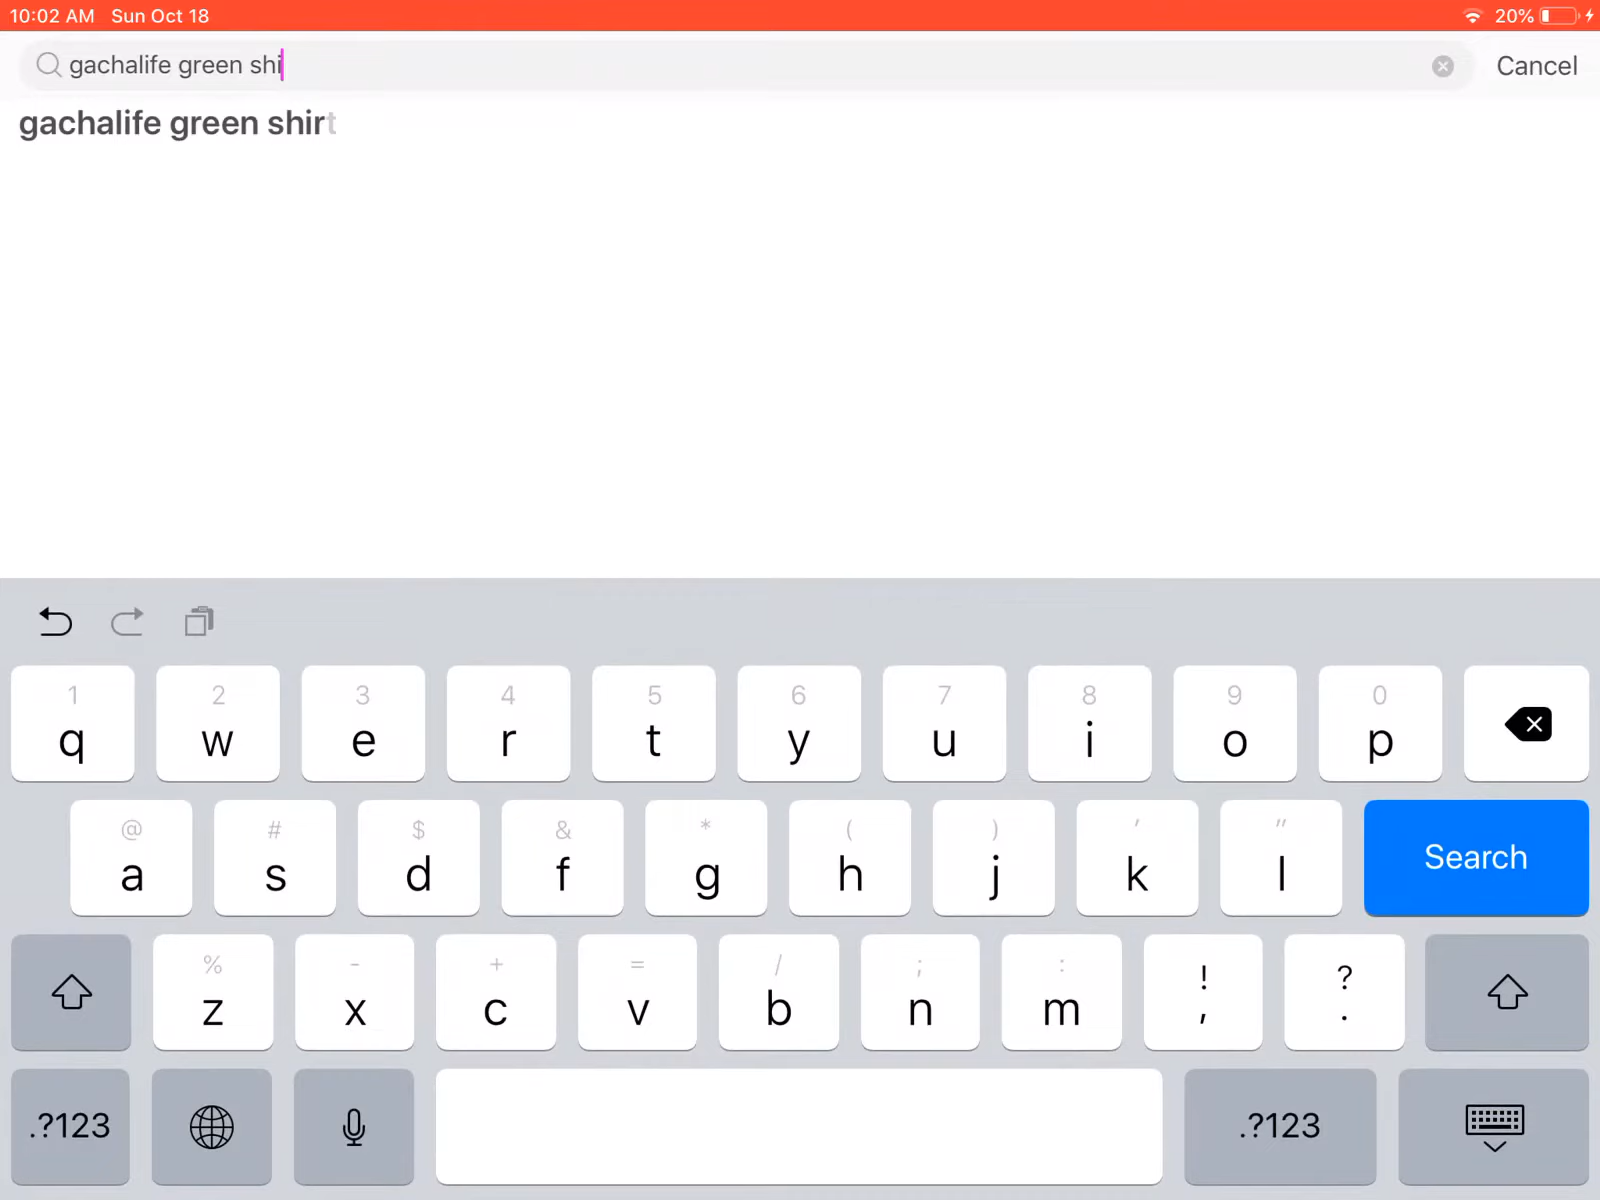 10:02 AM Sun Oct 18 20%
gachalife green shi Cancel
gachalife green shirt
1 2 3 4 5 6 7 8 9 0
q w e r t y u i o p
@ # $ & * ( ) ' "
a s d f g h j k l Search
% - + = / ; : ! ?
z x c v b n m , .
.?123 .?123